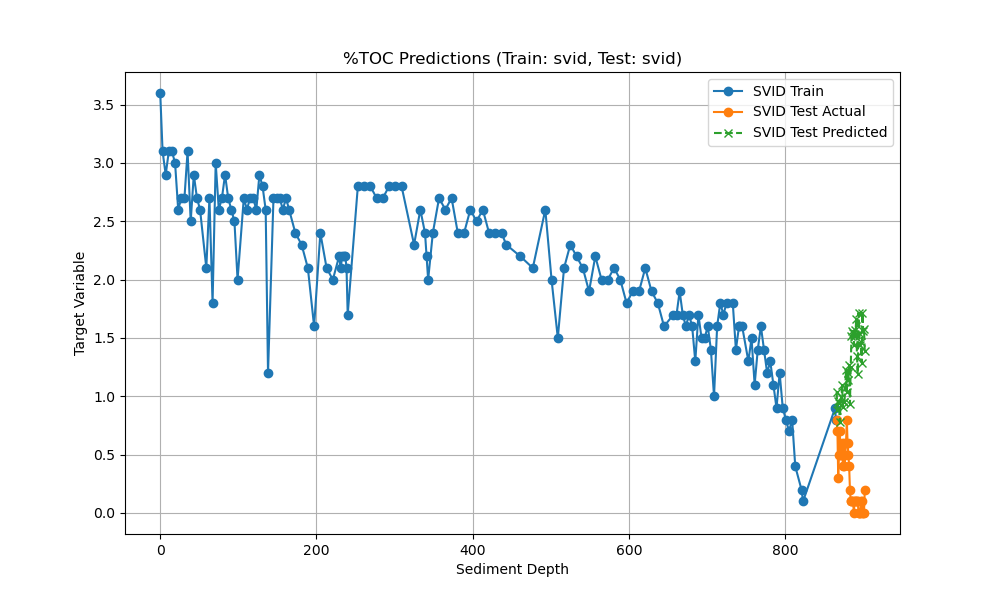 %TOC Predictions (Train: svid, Test: svid)
SVID Train
SVID Test Actual
SVID Test Predicted
Target Variable
3.5
3.0
2.5
2.0
1.5
1.0
0.5
0.0
0 200 400 600 800
Sediment Depth